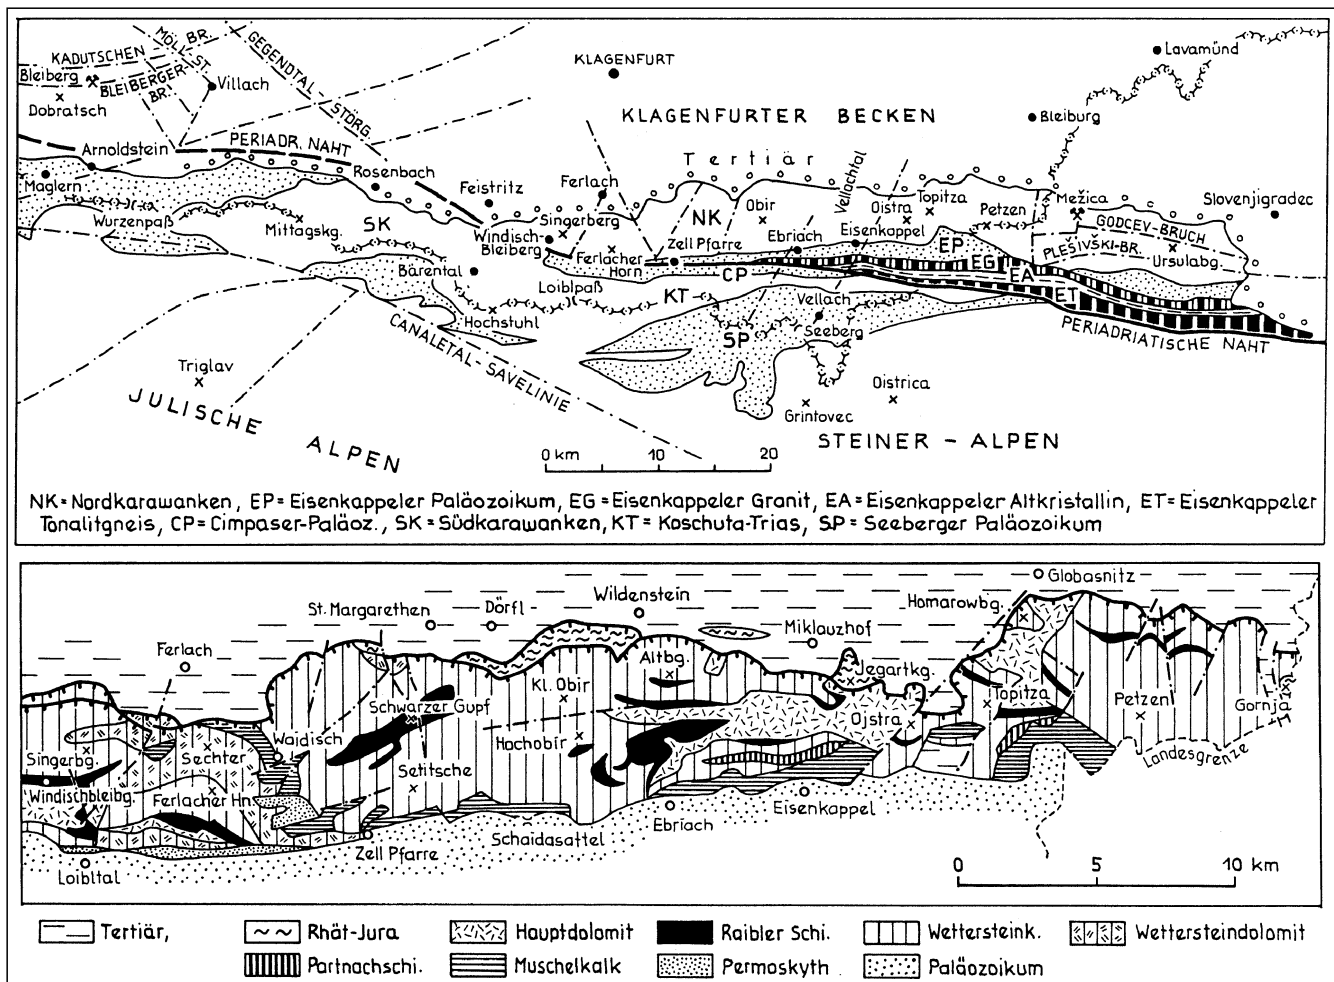 KADUTSCHEN BR.
MÖLL-ST.
GEGENDTAL-STÖRG.
Bleiberg
BLEIBERGER-BR.
Villach
Dobratsch
KLAGENFURT
Lavamünd
KLAGENFURTER BECKEN
Bleiburg
Arnoldstein
PERIADR. NAHT
Tertiär
Rosenbach
Maglern
Feistritz
Ferlach
Vellachtal
Topitza
Oistra
Mežica
Slovenjigradec
Petzen
Obir
NK
Singerberg
Wurzenpaß
Mittagskg.
SK
Windisch-Bleiberg
GODCEV-BRUCH
PLEŠIVŠKI-BR.
Ursulabg.
Zell Pfarre
Ebriach
Eisenkappel
EP
EG
EA
ET
Ferlacher Horn
CP
Bärental
Loiblpaß
KT
Hochstuhl
Vellach
Seeberg
SP
PERIADRIATISCHE NAHT
CANALETAL-SAVELINIE
Triglav
Oistrica
Grintovec
JULISCHE ALPEN
STEINER-ALPEN
0 km 10 20
NK=Nordkarawanken, EP=Eisenkappeler Paläozoikum, EG=Eisenkappeler Granit, EA=Eisenkappeler Altkristallin, ET=Eisenkappeler
Tonalitgneis, CP=Cimpaser-Paläoz., SK=Südkarawanken, KT=Koschuta-Trias, SP=Seeberger Paläozoikum
Globasnitz
Wildenstein
Homarowbg.
St. Margarethen
Dörfl
Miklauzhof
Ferlach
Altbg.
Jegartkg.
Kl. Obir
Schwarzer Gupf
Topitza
Petzen
Gornja
Ojstra
Waidisch
Hochobir
Singerbg.
Sechter
Setitsche
Landesgrenze
Windischbleibg.
Ferlacher Hn.
Eisenkappel
Ebriach
Schaidasattel
Zell Pfarre
Loibltal
0 5 10 km
Tertiär,
Rhät-Jura
Hauptdolomit
Raibler Schi.
Wettersteink.
Wettersteindolomit
Partnachschi.
Muschelkalk
Permoskyth
Paläozoikum